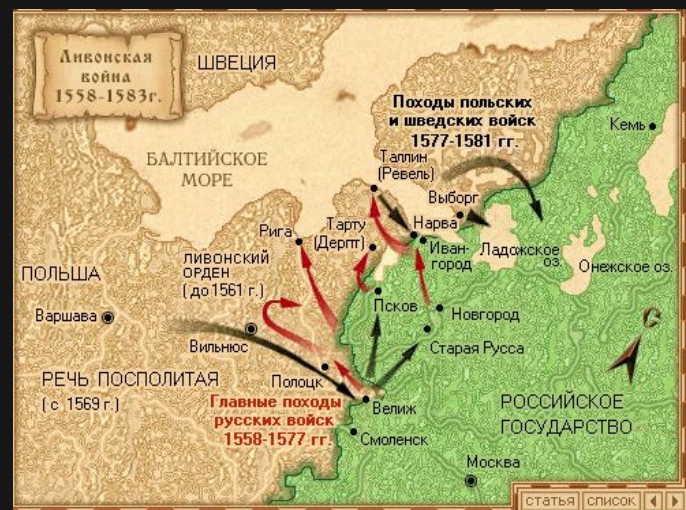 Ливонская
война
1558-1583г.
ШВЕЦИЯ
Походы польских
и шведских войск
1577-1581 гг.
Кемь
БАЛТИЙСКОЕ
МОРЕ
Таллин
(Ревель)
Выборг
Рига
Тарту
(Дерпт)
Нарва
Иван-
город
Ладожское
оз.
Онежское оз.
ЛИВОНСКИЙ
ОРДЕН
(до 1561 г.)
ПОЛЬША
Варшава
Псков
Новгород
С
Вильнюс
Старая Русса
РЕЧЬ ПОСПОЛИТАЯ
(с 1569 г.)
Полоцк
Главные походы
русских войск
1558-1577 гг.
Велиж
РОССИЙСКОЕ
ГОСУДАРСТВО
Смоленск
Москва
статья
список